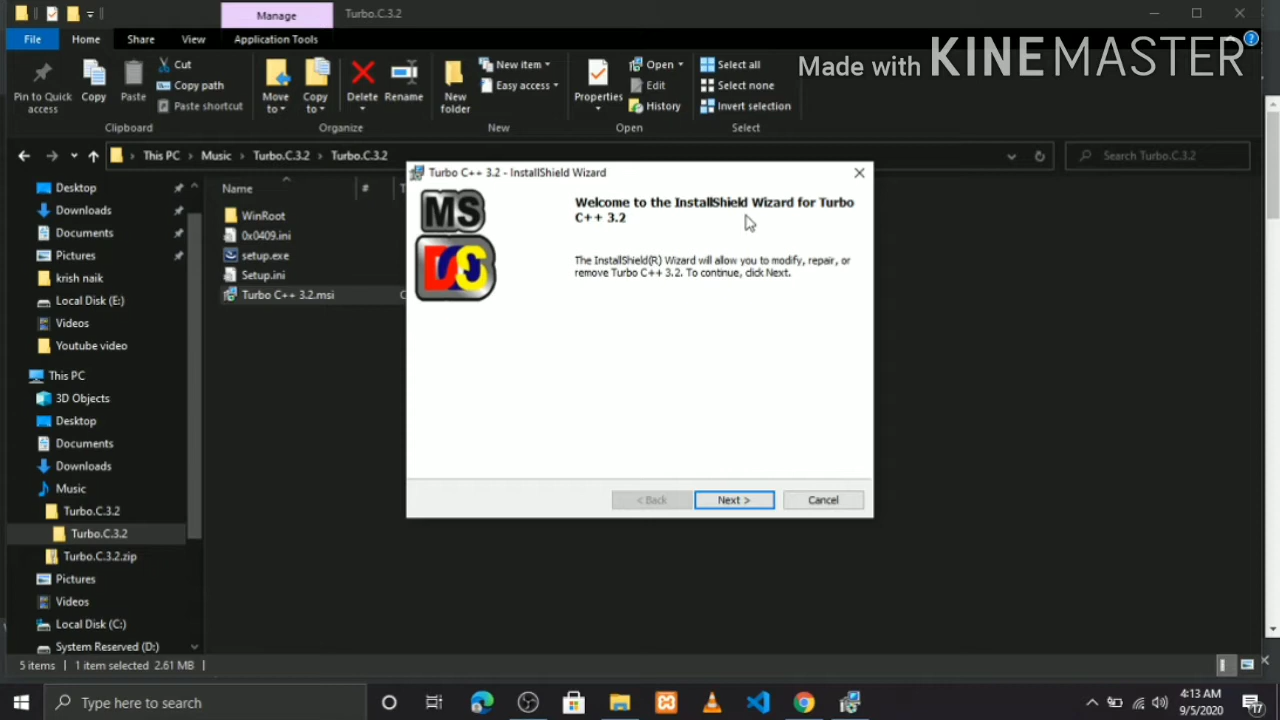 Manage
Turbo.C.3.2
File
Home
Share
View
Application Tools
Made with KINEMASTER
Pin to Quick access
Copy
Paste
Cut
Copy path
Paste shortcut
Clipboard
Move to
Copy to
Delete
Rename
Organize
New folder
New item
Easy access
New
Properties
Open
Edit
History
Open
Select all
Select none
Invert selection
Select
This PC > Music > Turbo.C.3.2 > Turbo.C.3.2
Search Turbo.C.3.2
Desktop
Downloads
Documents
Pictures
krish naik
Local Disk (E:)
Videos
Youtube video
This PC
3D Objects
Desktop
Documents
Downloads
Music
Turbo.C.3.2
Turbo.C.3.2
Turbo.C.3.2.zip
Pictures
Videos
Local Disk (C:)
System Reserved (D:)
Name
#
WinRoot
0x0409.ini
setup.exe
Setup.ini
Turbo C++ 3.2.msi
Turbo C++ 3.2 - InstallShield Wizard
MS
DOS
Welcome to the InstallShield Wizard for Turbo
C++ 3.2
The InstallShield(R) Wizard will allow you to modify, repair, or
remove Turbo C++ 3.2. To continue, click Next.
< Back
Next >
Cancel
5 items
1 item selected 2.61 MB
Type here to search
4:13 AM
9/5/2020
17